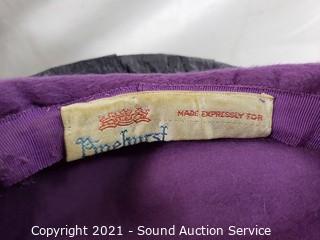 MADE EXPRESSLY FOR
Pinehurst
Copyright 2021 - Sound Auction Service